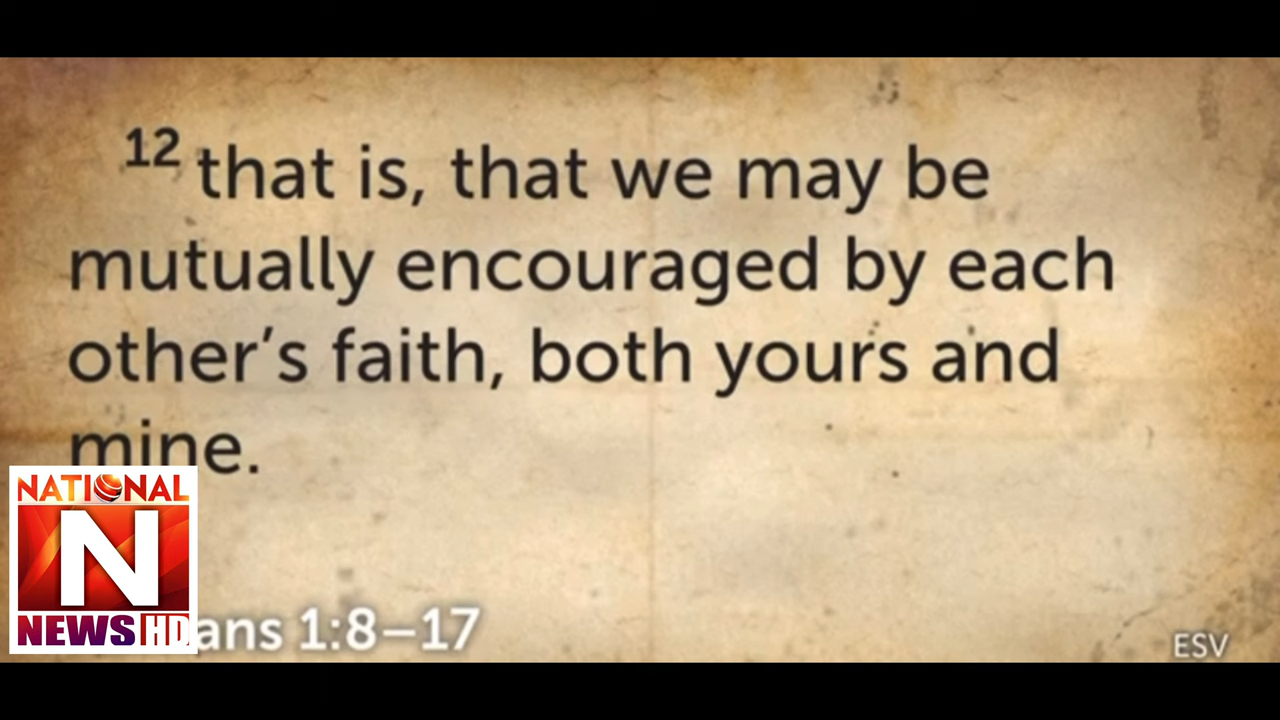 12 that is, that we may be
mutually encouraged by each
other’s faith, both yours and
mine.
NATIONAL
N
NEWS HD
ans 1:8–17
ESV